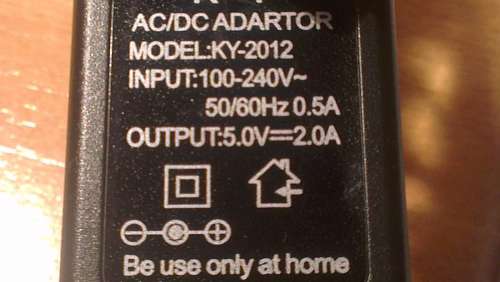 AC/DC ADARTOR
MODEL:KY-2012
INPUT:100-240V~
50/60Hz 0.5A
OUTPUT:5.0V⎓2.0A
Be use only at home